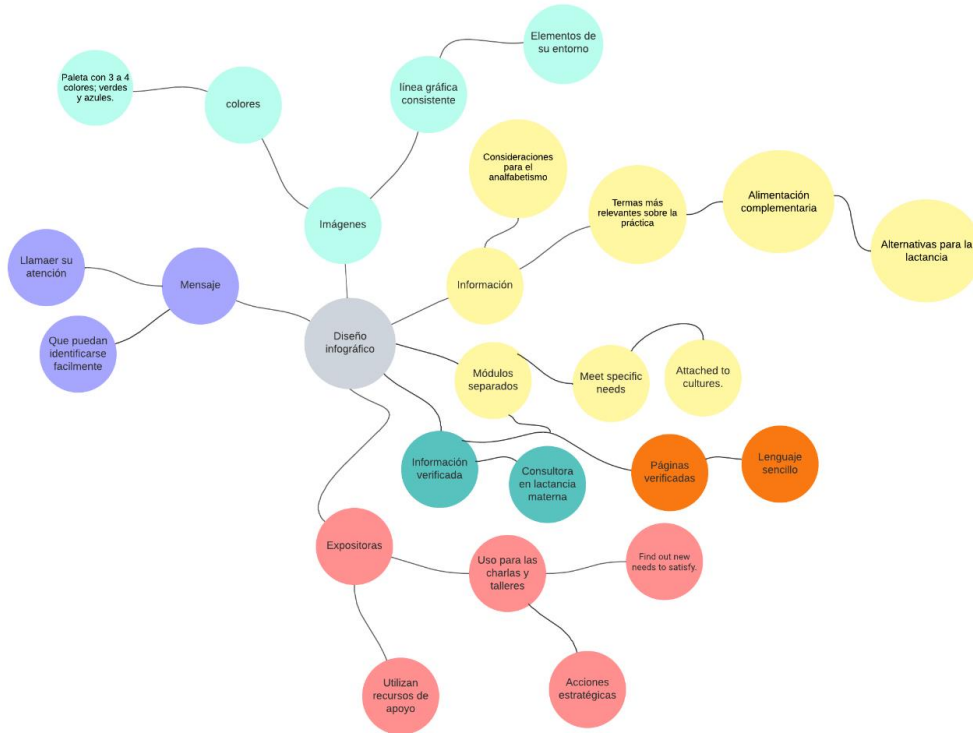 Elementos de
su entorno
Paleta con 3 a 4
colores; verdes
y azules.
colores
línea gráfica
consistente
Consideraciones
para el
analfabetismo
Imágenes
Termas más
relevantes sobre la
práctica
Alimentación
complementaria
Alternativas para la
lactancia
Llamaer su
atención
Mensaje
Información
Que puedan
identificarse
facilmente
Diseño
infográfico
Módulos
separados
Meet specific
needs
Attached to
cultures.
Información
verificada
Consultora
en lactancia
materna
Páginas
verificadas
Lenguaje
sencillo
Expositoras
Uso para las
charlas y
talleres
Find out new
needs to satisfy.
Utilizan
recursos de
apoyo
Acciones
estratégicas